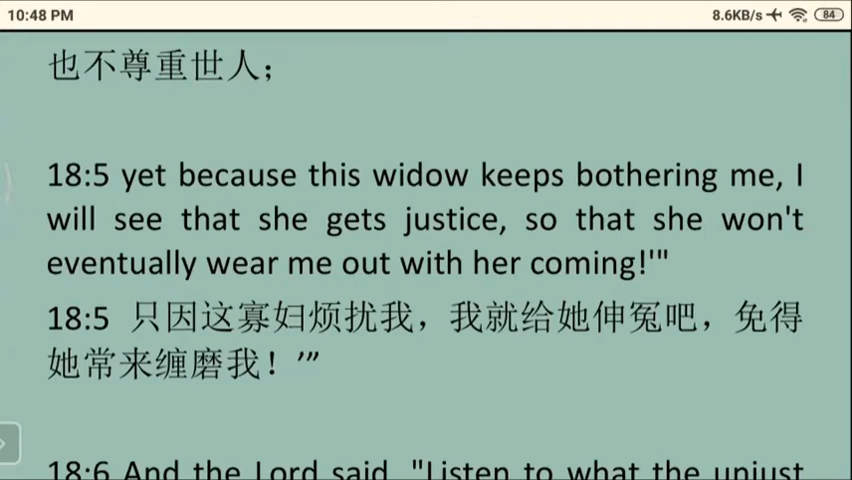 10:48 PM 8.6KB/s 84
也不尊重世人；
18:5 yet because this widow keeps bothering me, I
will see that she gets justice, so that she won't
eventually wear me out with her coming!'"
18:5 只因这寡妇烦扰我，我就给她伸冤吧，免得
她常来缠磨我！’”
18:6 And the Lord said, "Listen to what the unjust